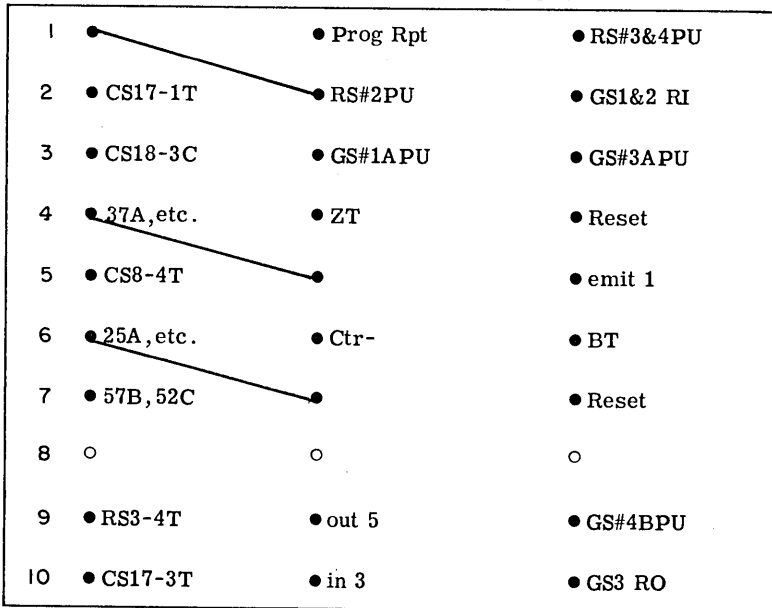 1 Prog Rpt RS#3&4PU
2 CS17-1T RS#2PU GS1&2 RI
3 CS18-3C GS#1APU GS#3APU
4 37A,etc. ZT Reset
5 CS8-4T emit 1
6 25A,etc. Ctr- BT
7 57B,52C Reset
8
9 RS3-4T out 5 GS#4BPU
10 CS17-3T in 3 GS3 RO